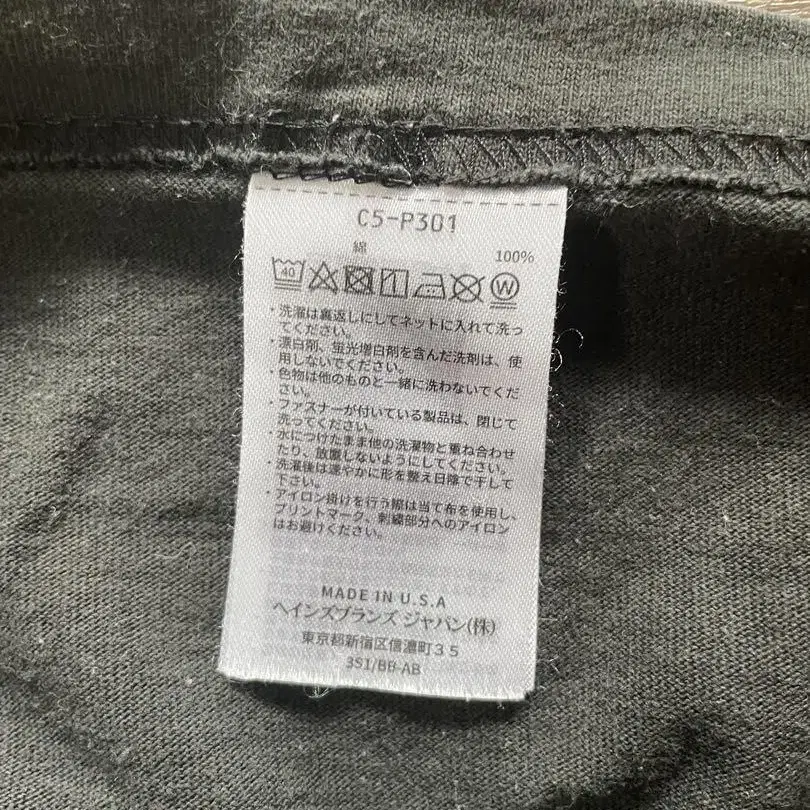 C5-P301
綿 100%
40 W
・洗濯は裏返しにしてネットに入れて洗っ
てください。
・漂白剤、蛍光増白剤を含んだ洗剤は、使
用しないでください。
・色物は他のものと一緒に洗わないでくだ
さい。
・ファスナーが付いている製品は、閉じて
洗ってください。
・水につけたまま他の洗濯物と重ね合わせ
たり、放置しないようにしてください。
・洗濯後は速やかに形を整え日陰で干して
下さい。
・アイロン掛けを行う際は当て布を使用し、
プリントマーク、刺繍部分へのアイロン
はお避けください。
MADE IN U.S.A
ヘインズブランズ ジャパン(株)
東京都新宿区信濃町35
3S1/BB-AB